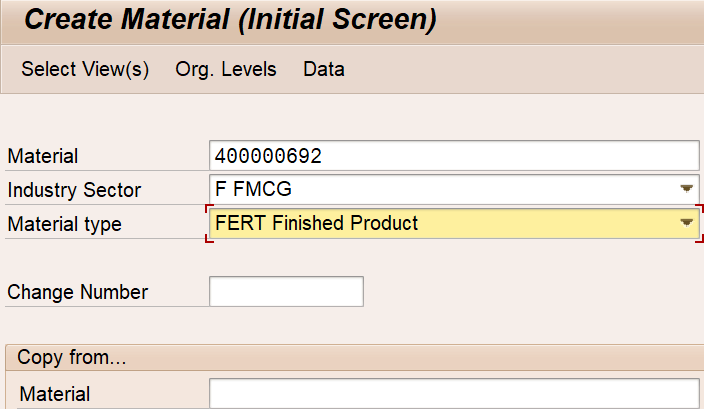 Create Material (Initial Screen)
Select View(s) Org. Levels Data
Material 400000692
Industry Sector F FMCG
Material type FERT Finished Product
Change Number
Copy from...
Material